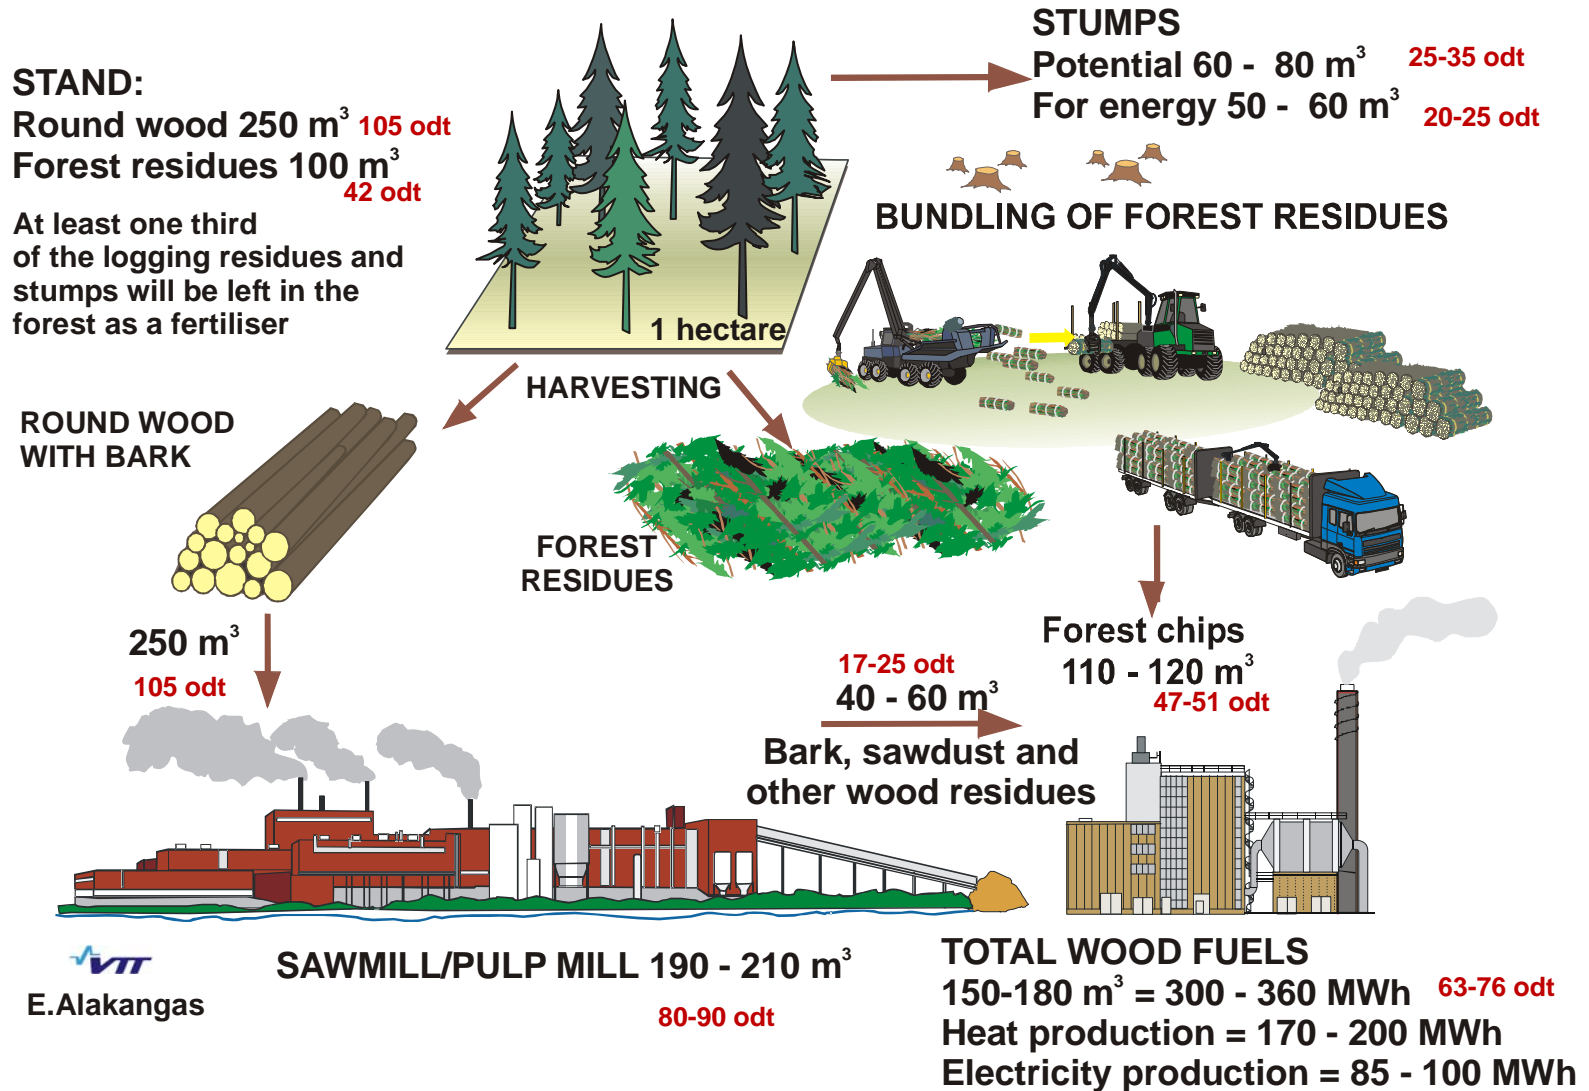 STAND:
Round wood 250 m³ 105 odt
Forest residues 100 m³
42 odt
At least one third
of the logging residues and
stumps will be left in the
forest as a fertiliser
STUMPS
Potential 60 - 80 m³ 25-35 odt
For energy 50 - 60 m³ 20-25 odt
BUNDLING OF FOREST RESIDUES
1 hectare
HARVESTING
ROUND WOOD
WITH BARK
FOREST
RESIDUES
250 m³
105 odt
Forest chips
110 - 120 m³
47-51 odt
17-25 odt
40 - 60 m³
Bark, sawdust and
other wood residues
SAWMILL/PULP MILL 190 - 210 m³
80-90 odt
VTT
E.Alakangas
TOTAL WOOD FUELS
150-180 m³ = 300 - 360 MWh 63-76 odt
Heat production = 170 - 200 MWh
Electricity production = 85 - 100 MWh